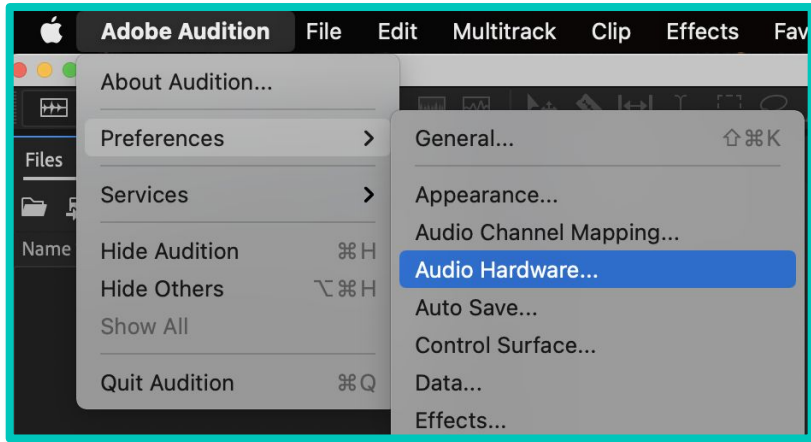 Adobe Audition File Edit Multitrack Clip Effects Fav
About Audition...
Preferences
Services
Hide Audition ⌘H
Hide Others ⌥⌘H
Show All
Quit Audition ⌘Q
General... ⇧⌘K
Appearance...
Audio Channel Mapping...
Audio Hardware...
Auto Save...
Control Surface...
Data...
Effects...
Files
Name